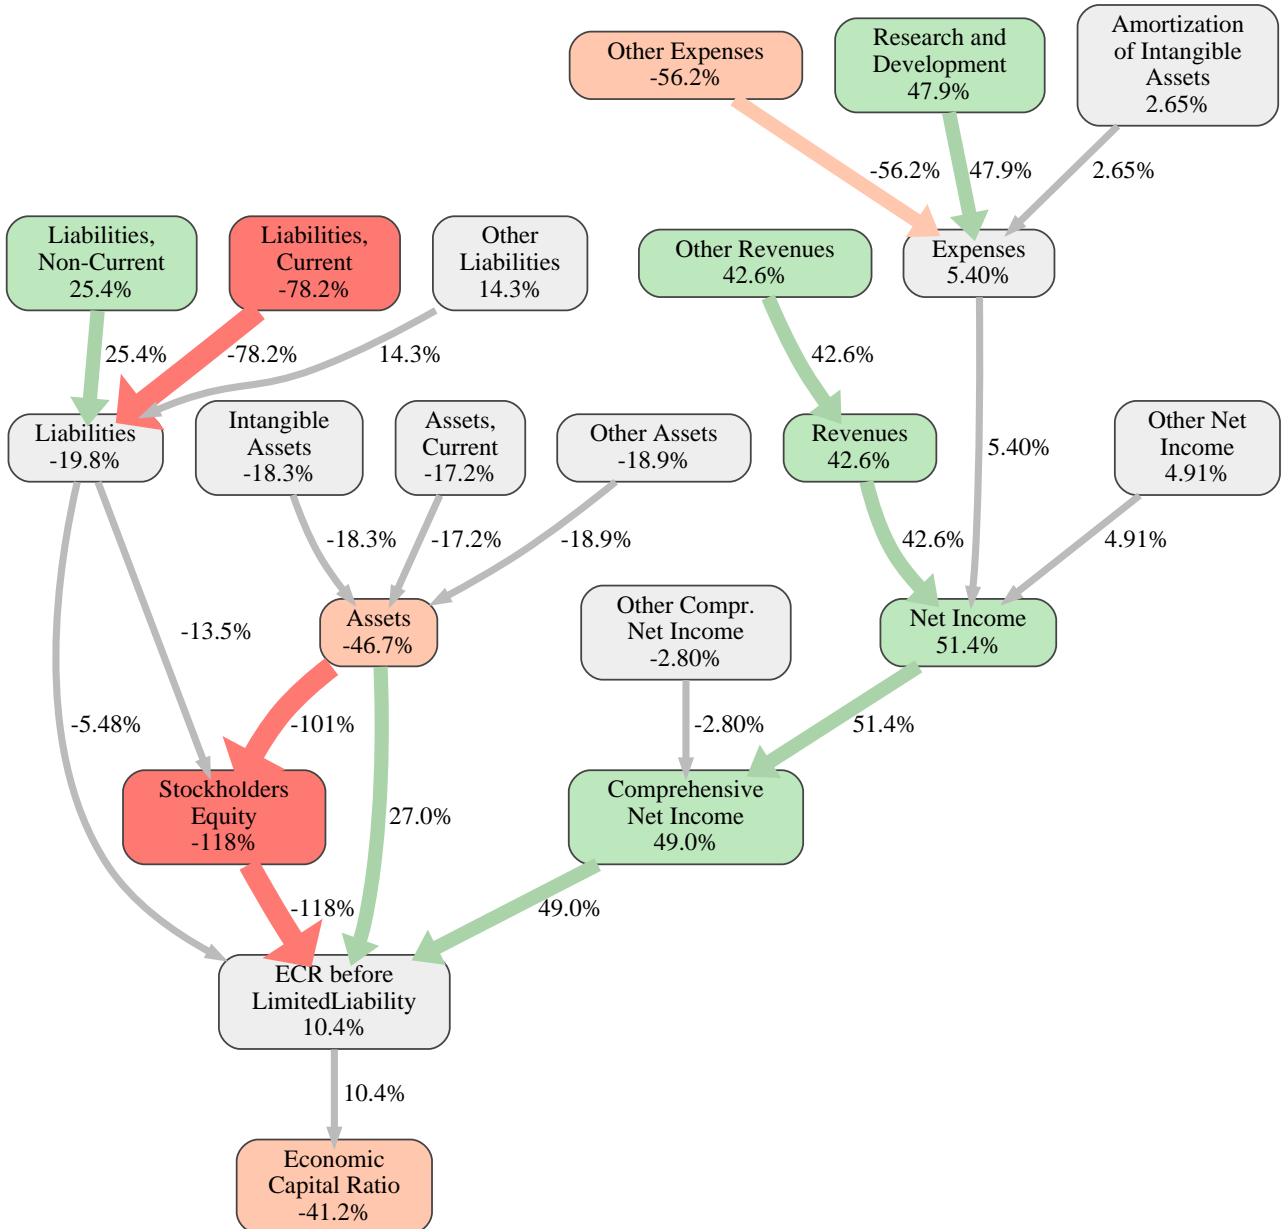 Other Expenses
-56.2%
Research and
Development
47.9%
Amortization
of Intangible
Assets
2.65%
-56.2%
47.9%
2.65%
Liabilities,
Non-Current
25.4%
Liabilities,
Current
-78.2%
Other
Liabilities
14.3%
Other Revenues
42.6%
Expenses
5.40%
25.4%
-78.2%
14.3%
42.6%
Liabilities
-19.8%
Intangible
Assets
-18.3%
Assets,
Current
-17.2%
Other Assets
-18.9%
Revenues
42.6%
5.40%
Other Net
Income
4.91%
-18.3%
-17.2%
-18.9%
42.6%
4.91%
-13.5%
Assets
-46.7%
Other Compr.
Net Income
-2.80%
Net Income
51.4%
-5.48%
-101%
-2.80%
51.4%
Stockholders
Equity
-118%
27.0%
Comprehensive
Net Income
49.0%
-118%
49.0%
ECR before
LimitedLiability
10.4%
10.4%
Economic
Capital Ratio
-41.2%